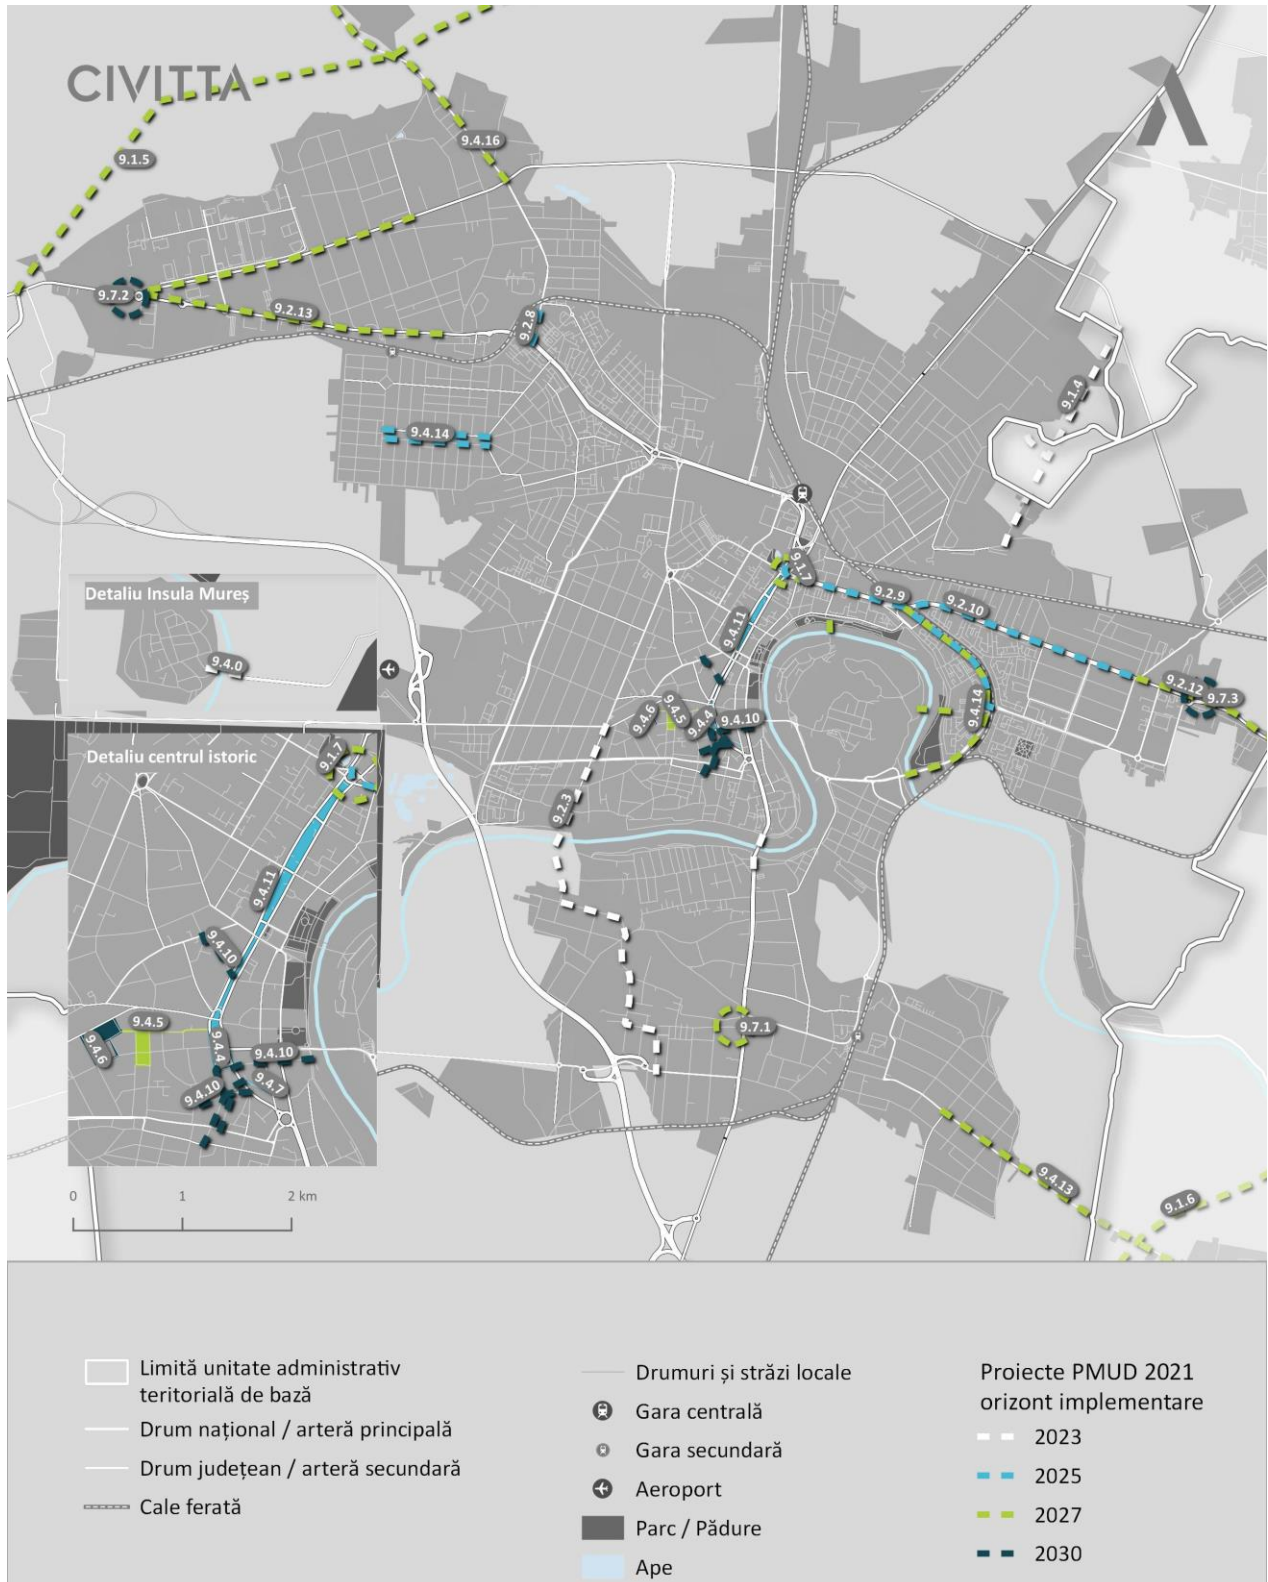 CIVITTA
9.4.16
9.1.5
9.7.2
9.2.13
9.2.8
9.1.4
9.4.14
9.1.7
9.2.9
9.2.10
9.4.11
Detaliu Insula Mureș
9.4.0
9.2.12
9.7.3
9.4.6
9.4.5
9.4.4
9.4.10
9.4.14
Detaliu centrul istoric
9.1.7
9.2.3
9.4.11
9.4.10
9.4.5
9.4.6
9.4.4
9.4.10
9.4.7
9.4.10
9.7.1
9.4.13
9.1.6
0 1 2 km
Limită unitate administrativ
teritorială de bază
Drum național / arteră principală
Drum județean / arteră secundară
Cale ferată
Drumuri și străzi locale
Gara centrală
Gara secundară
Aeroport
Parc / Pădure
Ape
Proiecte PMUD 2021
orizont implementare
2023
2025
2027
2030